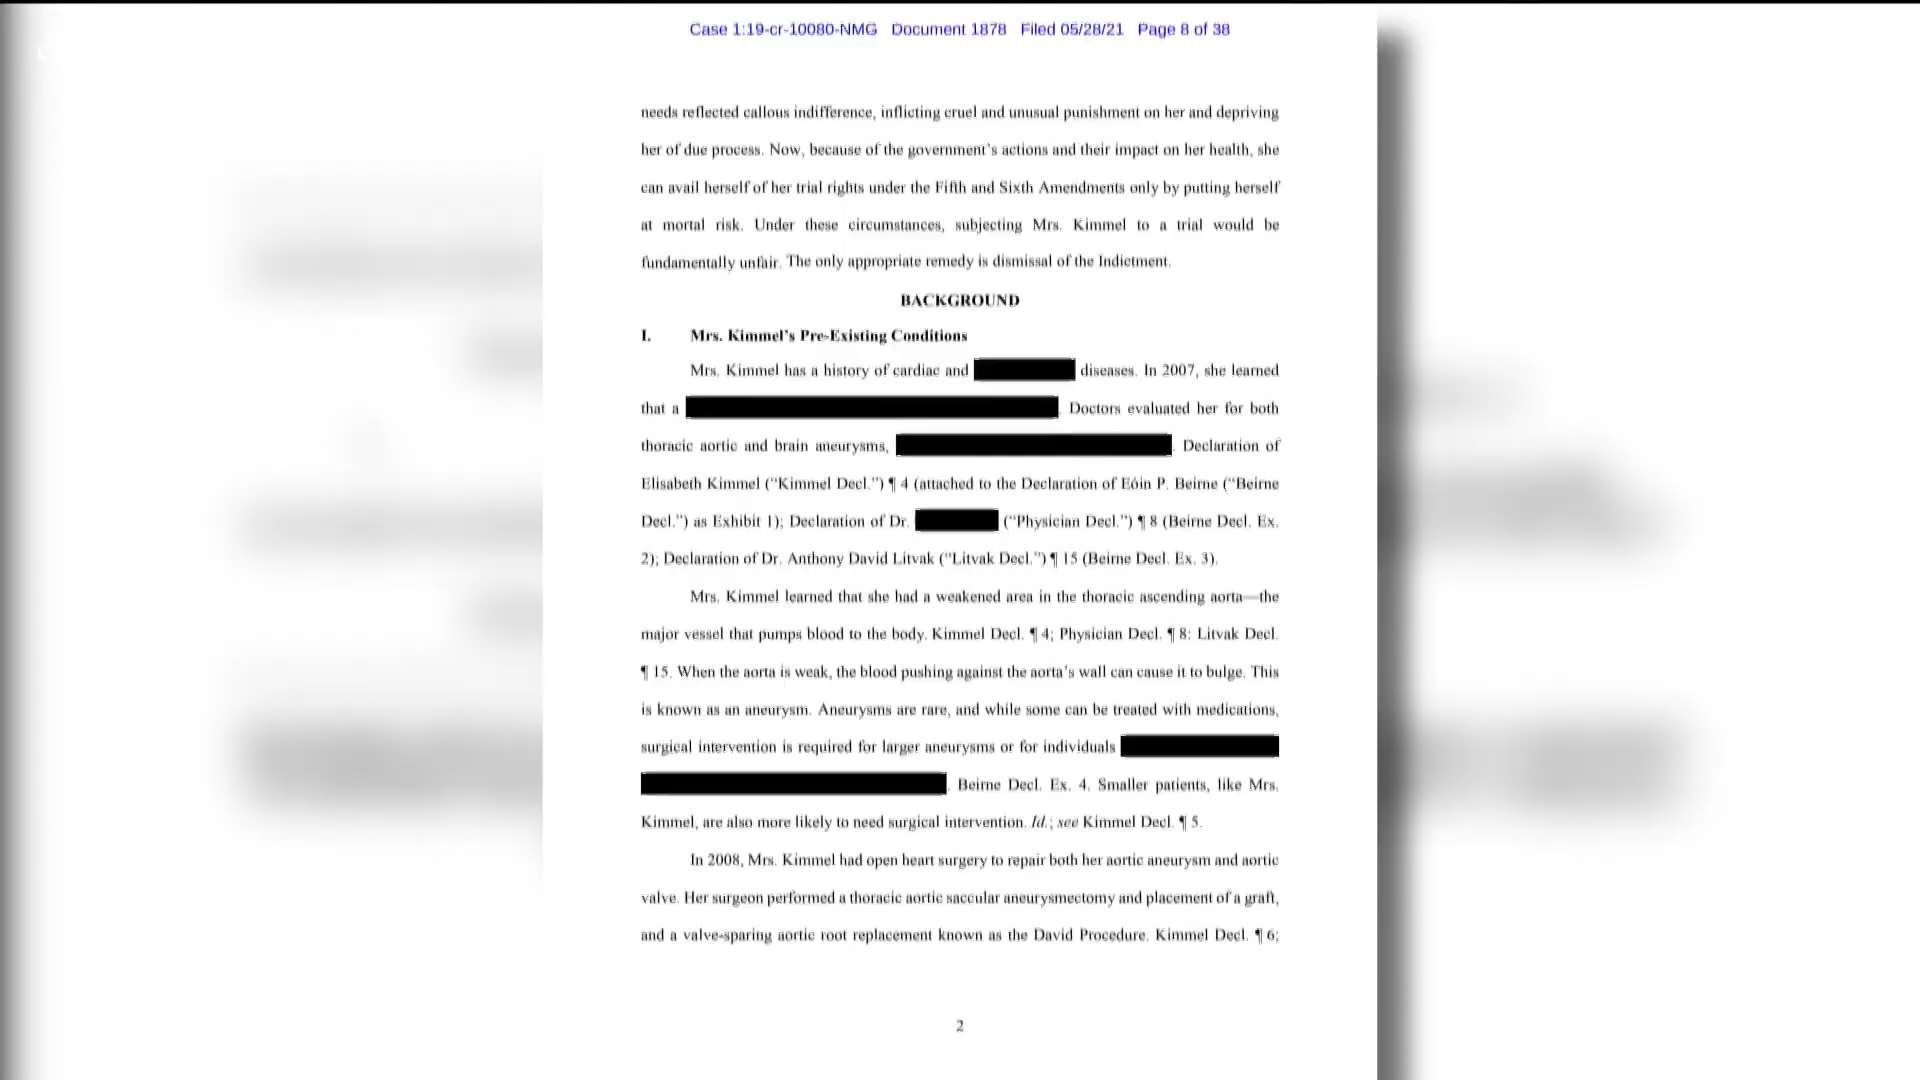 Case 1:19-cr-10080-NMG Document 1878 Filed 05/28/21 Page 8 of 38
needs reflected callous indifference, inflicting cruel and unusual punishment on her and depriving
her of due process. Now, because of the government's actions and their impact on her health, she
can avail herself of her trial rights under the Fifth and Sixth Amendments only by putting herself
at mortal risk. Under these circumstances, subjecting Mrs. Kimmel to a trial would be
fundamentally unfair. The only appropriate remedy is dismissal of the Indictment.
BACKGROUND
I. Mrs. Kimmel's Pre-Existing Conditions
Mrs. Kimmel has a history of cardiac and diseases. In 2007, she learned
that a . Doctors evaluated her for both
thoracic aortic and brain aneurysms, . Declaration of
Elisabeth Kimmel ("Kimmel Decl.") ¶ 4 (attached to the Declaration of Eóin P. Beirne ("Beirne
Decl.") as Exhibit 1); Declaration of Dr. ("Physician Decl.") ¶ 8 (Beirne Decl. Ex.
2); Declaration of Dr. Anthony David Litvak ("Litvak Decl.") ¶ 15 (Beirne Decl. Ex. 3).
Mrs. Kimmel learned that she had a weakened area in the thoracic ascending aorta—the
major vessel that pumps blood to the body. Kimmel Decl. ¶ 4; Physician Decl. ¶ 8: Litvak Decl.
¶ 15. When the aorta is weak, the blood pushing against the aorta's wall can cause it to bulge. This
is known as an aneurysm. Aneurysms are rare, and while some can be treated with medications,
surgical intervention is required for larger aneurysms or for individuals
. Beirne Decl. Ex. 4. Smaller patients, like Mrs.
Kimmel, are also more likely to need surgical intervention. Id.; see Kimmel Decl. ¶ 5.
In 2008, Mrs. Kimmel had open heart surgery to repair both her aortic aneurysm and aortic
valve. Her surgeon performed a thoracic aortic saccular aneurysmectomy and placement of a graft,
and a valve-sparing aortic root replacement known as the David Procedure. Kimmel Decl. ¶ 6;
2